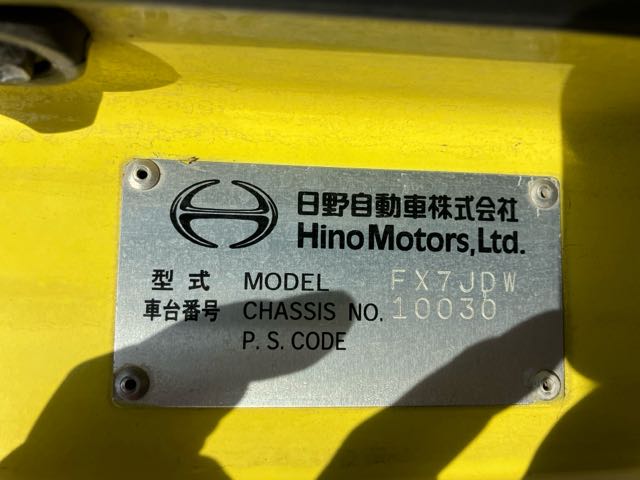 日野自動車株式会社
Hino Motors, Ltd.
型式 MODEL FX7JDW
車台番号 CHASSIS NO. 10030
P. S. CODE